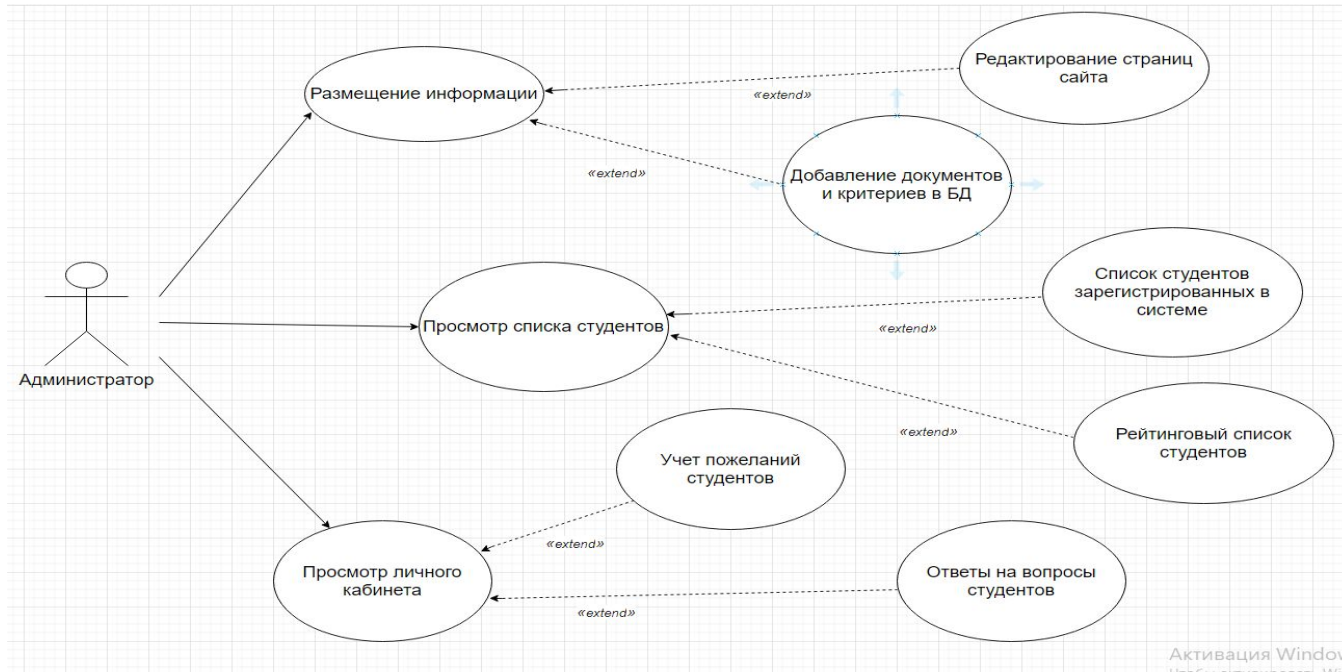 Редактирование страниц
сайта
Размещение информации
«extend»
Добавление документов
и критериев в БД
«extend»
Список студентов
зарегистрированных в
системе
Просмотр списка студентов
«extend»
Администратор
Рейтинговый список
студентов
«extend»
Учет пожеланий
студентов
«extend»
Просмотр личного
кабинета
Ответы на вопросы
студентов
«extend»
Активация Window